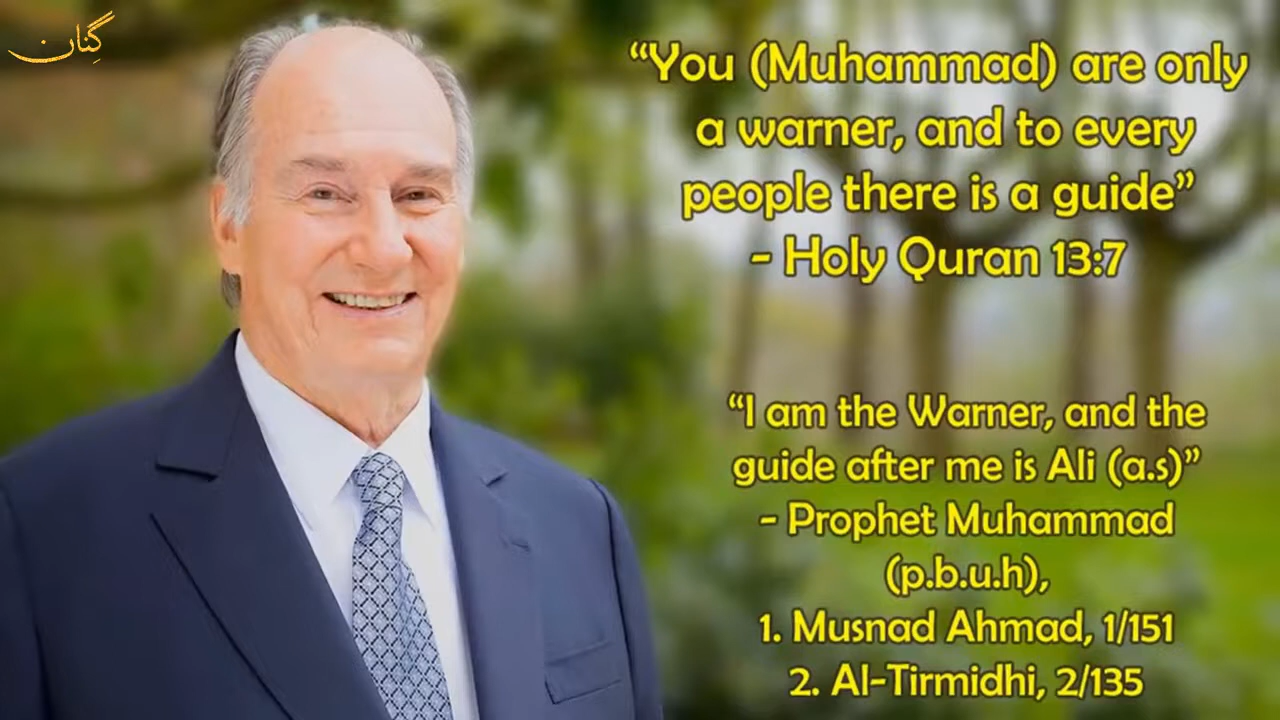 گِنان
“You (Muhammad) are only
a warner, and to every
people there is a guide”
- Holy Quran 13:7
“I am the Warner, and the
guide after me is Ali (a.s)”
- Prophet Muhammad
(p.b.u.h),
1. Musnad Ahmad, 1/151
2. Al-Tirmidhi, 2/135